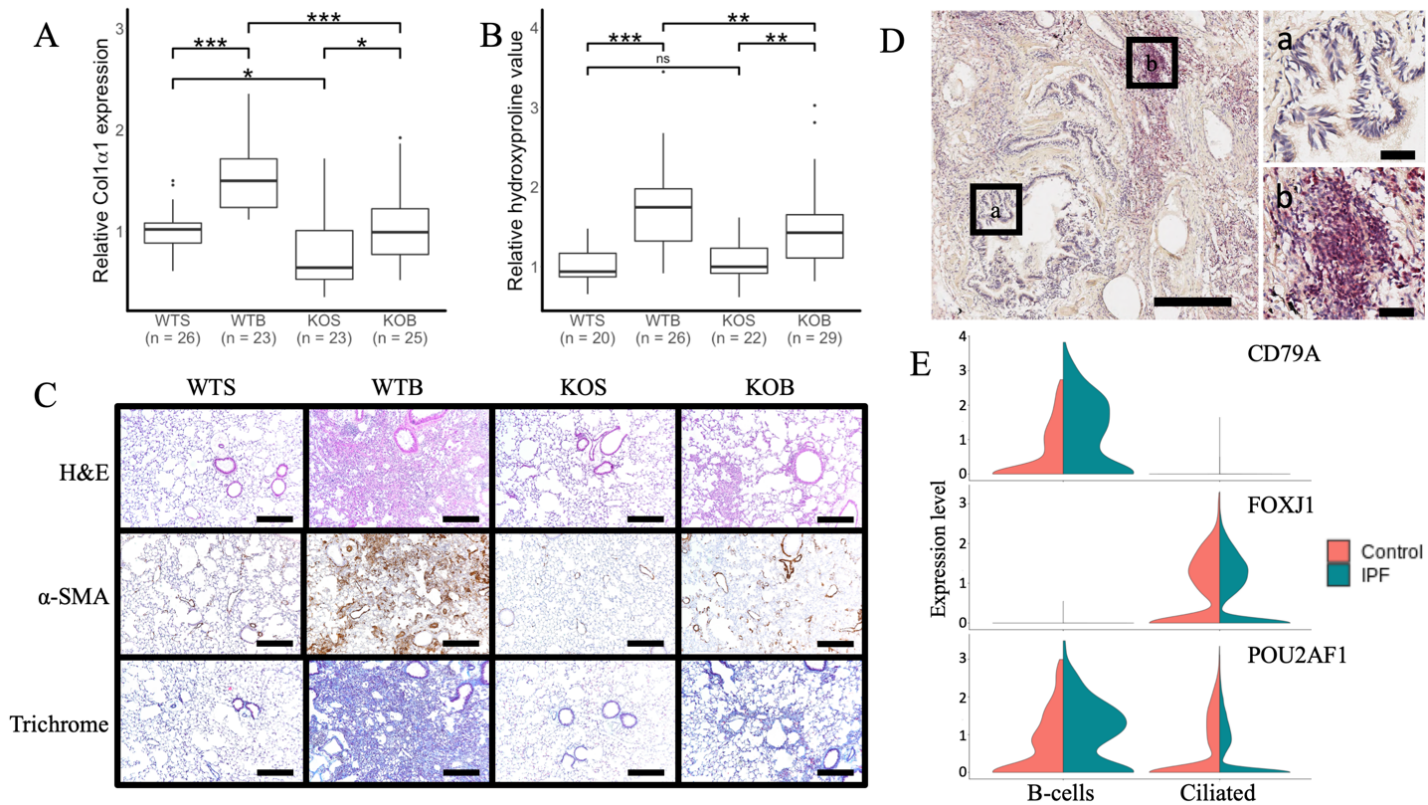 A
Relative Col1α1 expression
3
2
1
***
***
*
*
WTS
(n = 26)
WTB
(n = 23)
KOS
(n = 23)
KOB
(n = 25)
B
Relative hydroxyproline value
4
3
2
1
**
***
**
ns
WTS
(n = 20)
WTB
(n = 26)
KOS
(n = 22)
KOB
(n = 29)
C
WTS WTB KOS KOB
H&E
α-SMA
Trichrome
D
b
a
a
b
E
Expression level
4
3
2
1
0
CD79A
3
2
1
0
FOXJ1
3
2
1
0
POU2AF1
B-cells Ciliated
Control
IPF